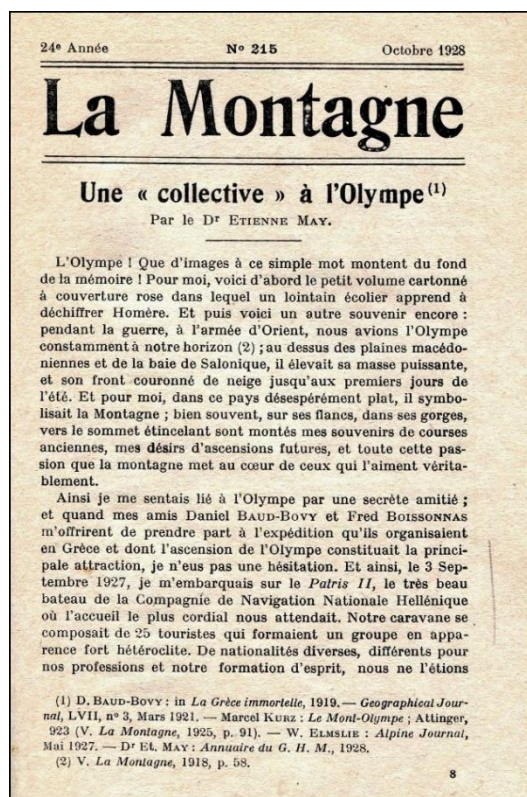 24e Année No 215 Octobre 1928
La Montagne
Une « collective » à l'Olympe (1)
Par le Dr ETIENNE MAY.
L'Olympe ! Que d'images à ce simple mot montent du fond
de la mémoire ! Pour moi, voici d'abord le petit volume cartonné
à couverture rose dans lequel un lointain écolier apprend à
déchiffrer Homère. Et puis voici un autre souvenir encore :
pendant la guerre, à l'armée d'Orient, nous avions l'Olympe
constamment à notre horizon (2) ; au dessus des plaines macédo-
niennes et de la baie de Salonique, il élevait sa masse puissante,
et son front couronné de neige jusqu'aux premiers jours de
l'été. Et pour moi, dans ce pays désespérément plat, il symbo-
lisait la Montagne ; bien souvent, sur ses flancs, dans ses gorges,
vers le sommet étincelant sont montés mes souvenirs de courses
anciennes, mes désirs d'ascensions futures, et toute cette pas-
sion que la montagne met au cœur de ceux qui l'aiment vérita-
blement.
Ainsi je me sentais lié à l'Olympe par une secrète amitié ;
et quand mes amis Daniel BAUD-BOVY et Fred BOISSONNAS
m'offrirent de prendre part à l'expédition qu'ils organisaient
en Grèce et dont l'ascension de l'Olympe constituait la princi-
pale attraction, je n'eus pas une hésitation. Et ainsi, le 3 Sep-
tembre 1927, je m'embarquais sur le Patris II, le très beau
bateau de la Compagnie de Navigation Nationale Hellénique
où l'accueil le plus cordial nous attendait. Notre caravane se
composait de 25 touristes qui formaient un groupe en appa-
rence fort hétéroclite. De nationalités diverses, différents pour
nos professions et notre formation d'esprit, nous ne l'étions
(1) D. BAUD-BOVY : in La Grèce immortelle, 1919. — Geographical Jour-
nal, LVII, no 3, Mars 1921. — Marcel KURZ : Le Mont-Olympe ; Attinger,
923 (V. La Montagne, 1925, p. 91). — W. ELMSLIE : Alpine Journal,
Mai 1927. — Dr Et. MAY : Annuaire du G. H. M., 1928.
(2) V. La Montagne, 1918, p. 58.
8